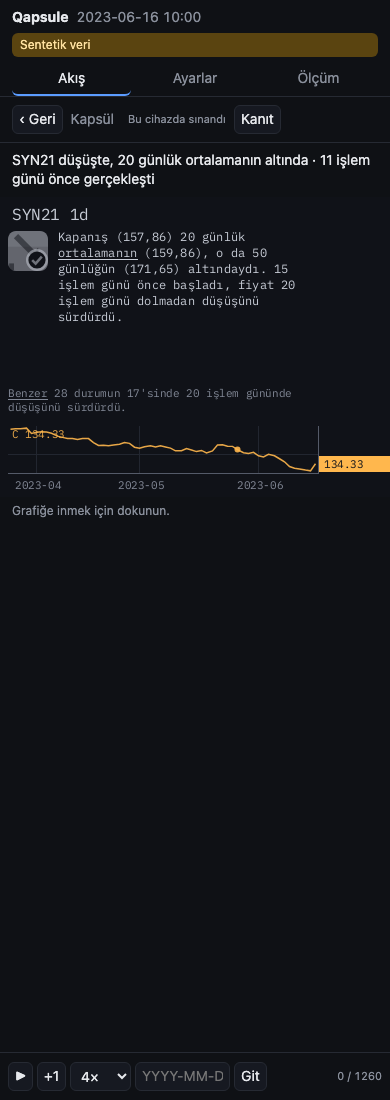 Qapsule 2023-06-16 10:00
Sentetik veri
Akış Ayarlar Ölçüm
‹ Geri Kapsül Bu cihazda sınandı Kanıt
SYN21 düşüşte, 20 günlük ortalamanın altında · 11 işlem
günü önce gerçekleşti
SYN21 1d
Kapanış (157,86) 20 günlük
ortalamanın (159,86), o da 50
günlüğün (171,65) altındaydı. 15
işlem günü önce başladı, fiyat 20
işlem günü dolmadan düşüşünü
sürdürdü.
Benzer 28 durumun 17'sinde 20 işlem gününde
düşüşünü sürdürdü.
C 134.33
134.33
2023-04 2023-05 2023-06
Grafiğe inmek için dokunun.
+1 4x YYYY-MM-D Git 0 / 1260